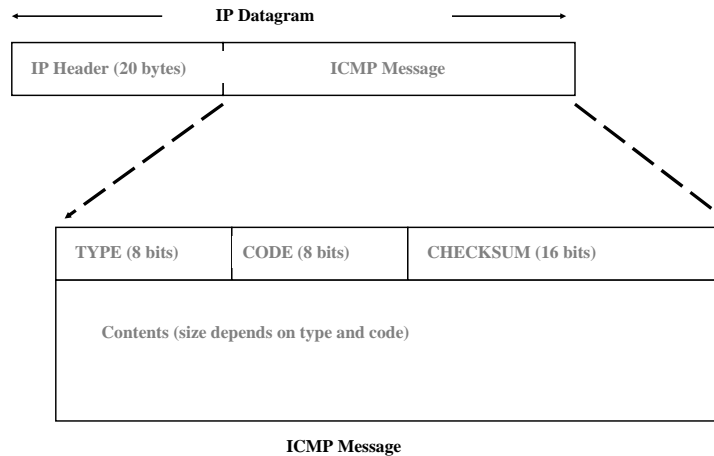 IP Datagram
IP Header (20 bytes)
ICMP Message
TYPE (8 bits)
CODE (8 bits)
CHECKSUM (16 bits)
Contents (size depends on type and code)
ICMP Message